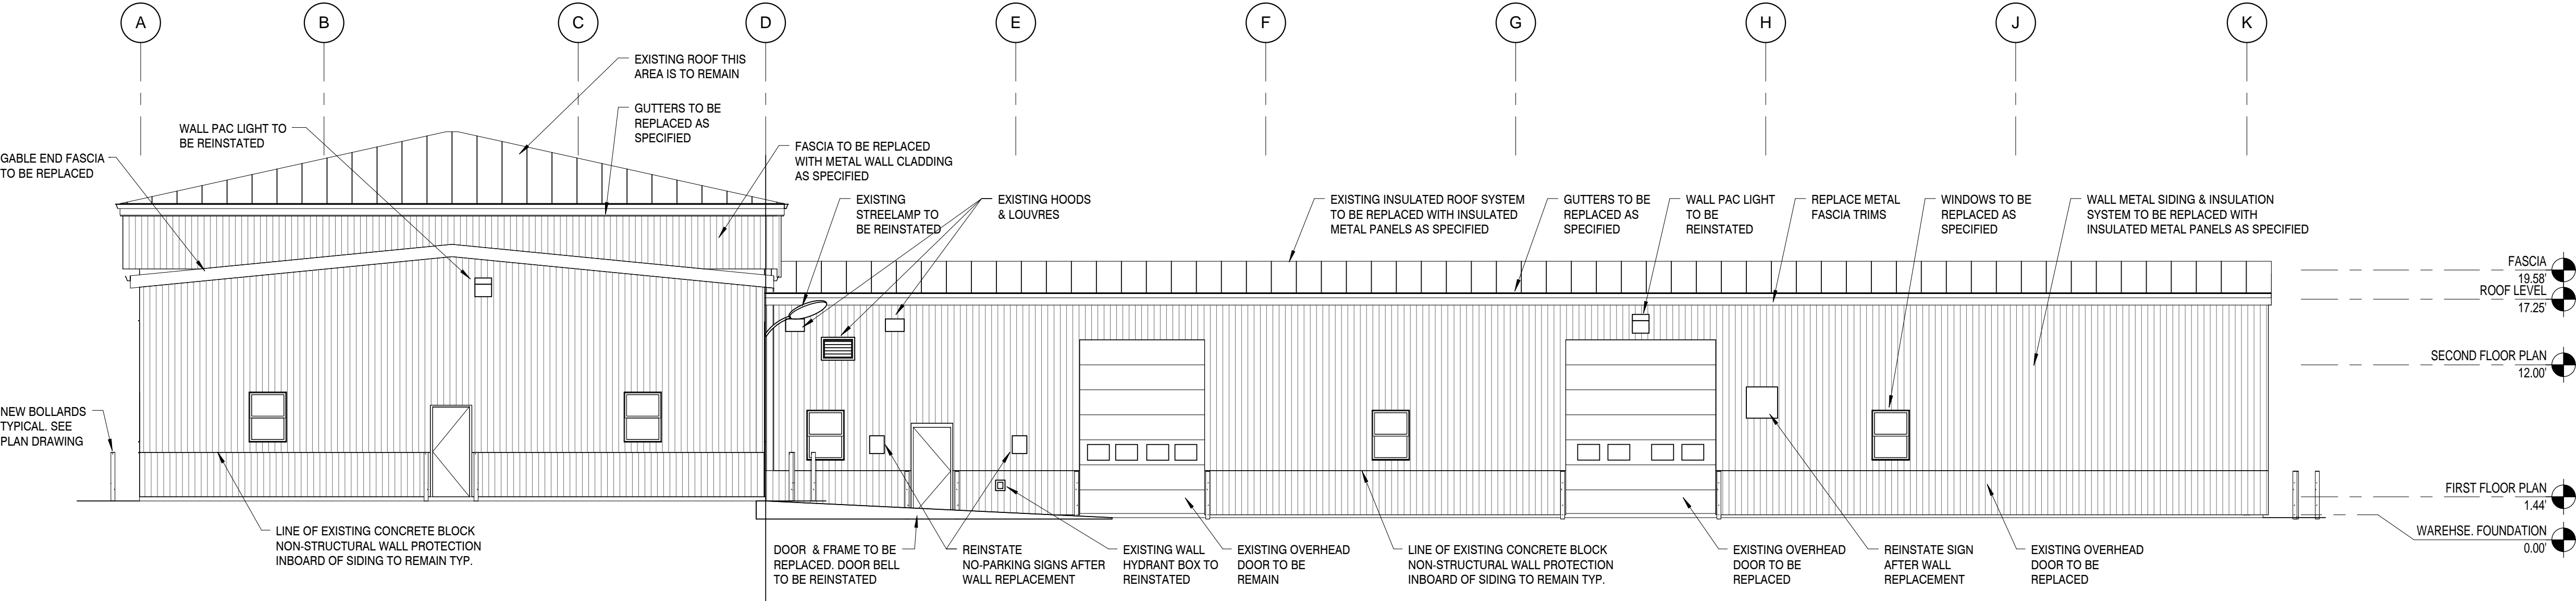 A
B
C
D
E
F
G
H
J
K
EXISTING ROOF THIS
AREA IS TO REMAIN
GUTTERS TO BE
REPLACED AS
SPECIFIED
WALL PAC LIGHT TO
BE REINSTATED
GABLE END FASCIA
TO BE REPLACED
FASCIA TO BE REPLACED
WITH METAL WALL CLADDING
AS SPECIFIED
EXISTING
STREELAMP TO
BE REINSTATED
EXISTING HOODS
& LOUVRES
EXISTING INSULATED ROOF SYSTEM
TO BE REPLACED WITH INSULATED
METAL PANELS AS SPECIFIED
GUTTERS TO BE
REPLACED AS
SPECIFIED
WALL PAC LIGHT
TO BE
REINSTATED
REPLACE METAL
FASCIA TRIMS
WINDOWS TO BE
REPLACED AS
SPECIFIED
WALL METAL SIDING & INSULATION
SYSTEM TO BE REPLACED WITH
INSULATED METAL PANELS AS SPECIFIED
FASCIA
19.58'
ROOF LEVEL
17.25'
SECOND FLOOR PLAN
12.00'
FIRST FLOOR PLAN
1.44'
WAREHSE. FOUNDATION
0.00'
NEW BOLLARDS
TYPICAL. SEE
PLAN DRAWING
LINE OF EXISTING CONCRETE BLOCK
NON-STRUCTURAL WALL PROTECTION
INBOARD OF SIDING TO REMAIN TYP.
DOOR & FRAME TO BE
REPLACED. DOOR BELL
TO BE REINSTATED
REINSTATE
NO-PARKING SIGNS AFTER
WALL REPLACEMENT
EXISTING WALL
HYDRANT BOX TO
REINSTATED
EXISTING OVERHEAD
DOOR TO BE
REMAIN
LINE OF EXISTING CONCRETE BLOCK
NON-STRUCTURAL WALL PROTECTION
INBOARD OF SIDING TO REMAIN TYP.
EXISTING OVERHEAD
DOOR TO BE
REPLACED
REINSTATE SIGN
AFTER WALL
REPLACEMENT
EXISTING OVERHEAD
DOOR TO BE
REPLACED